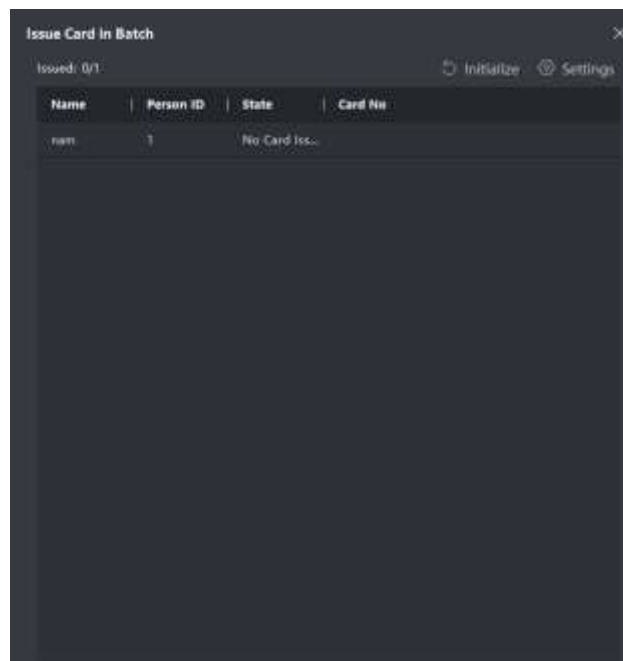 Issue Card in Batch
Issued: 0/1
Initialize Settings
Name Person ID State Card No
nam 1 No Card Iss...